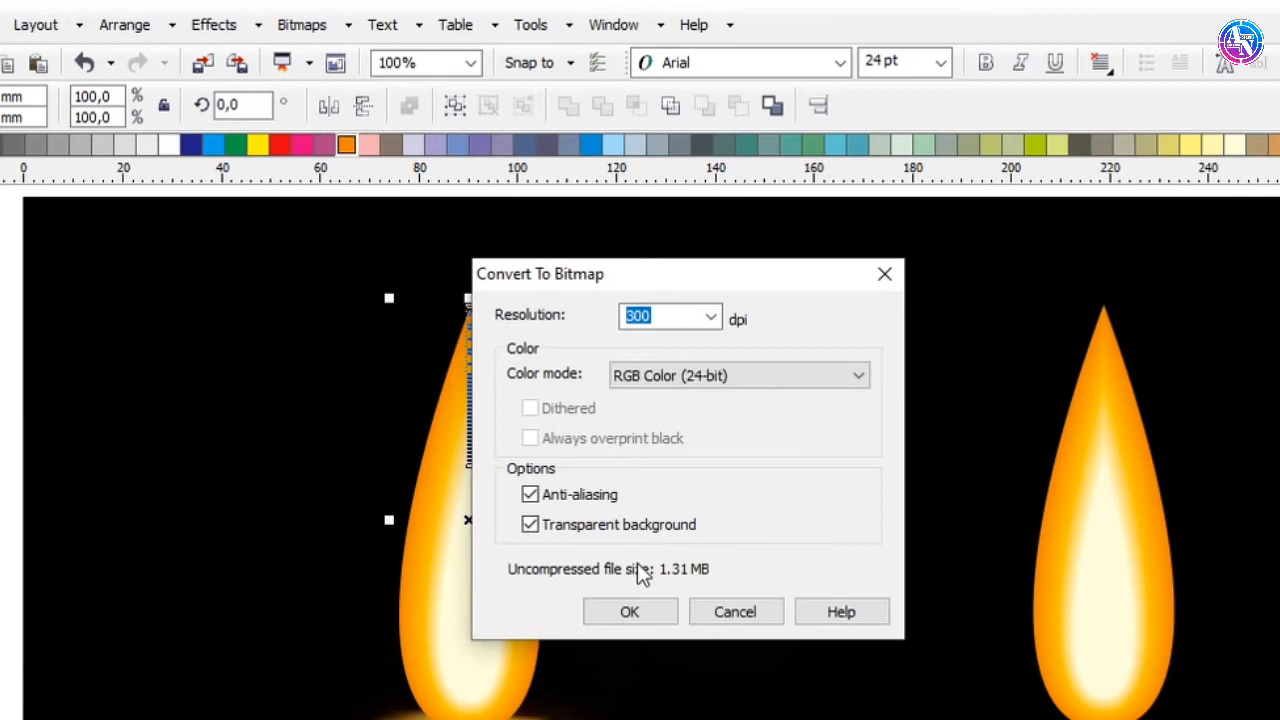 Layout Arrange Effects Bitmaps Text Table Tools Window Help
100% Snap to Arial 24 pt
mm 100,0 % 0,0 °
mm 100,0 %
0 20 40 60 80 100 120 140 160 180 200 220 240
Convert To Bitmap
Resolution: 300 dpi
Color
Color mode: RGB Color (24-bit)
Dithered
Always overprint black
Options
Anti-aliasing
Transparent background
Uncompressed file size: 1.31 MB
OK Cancel Help